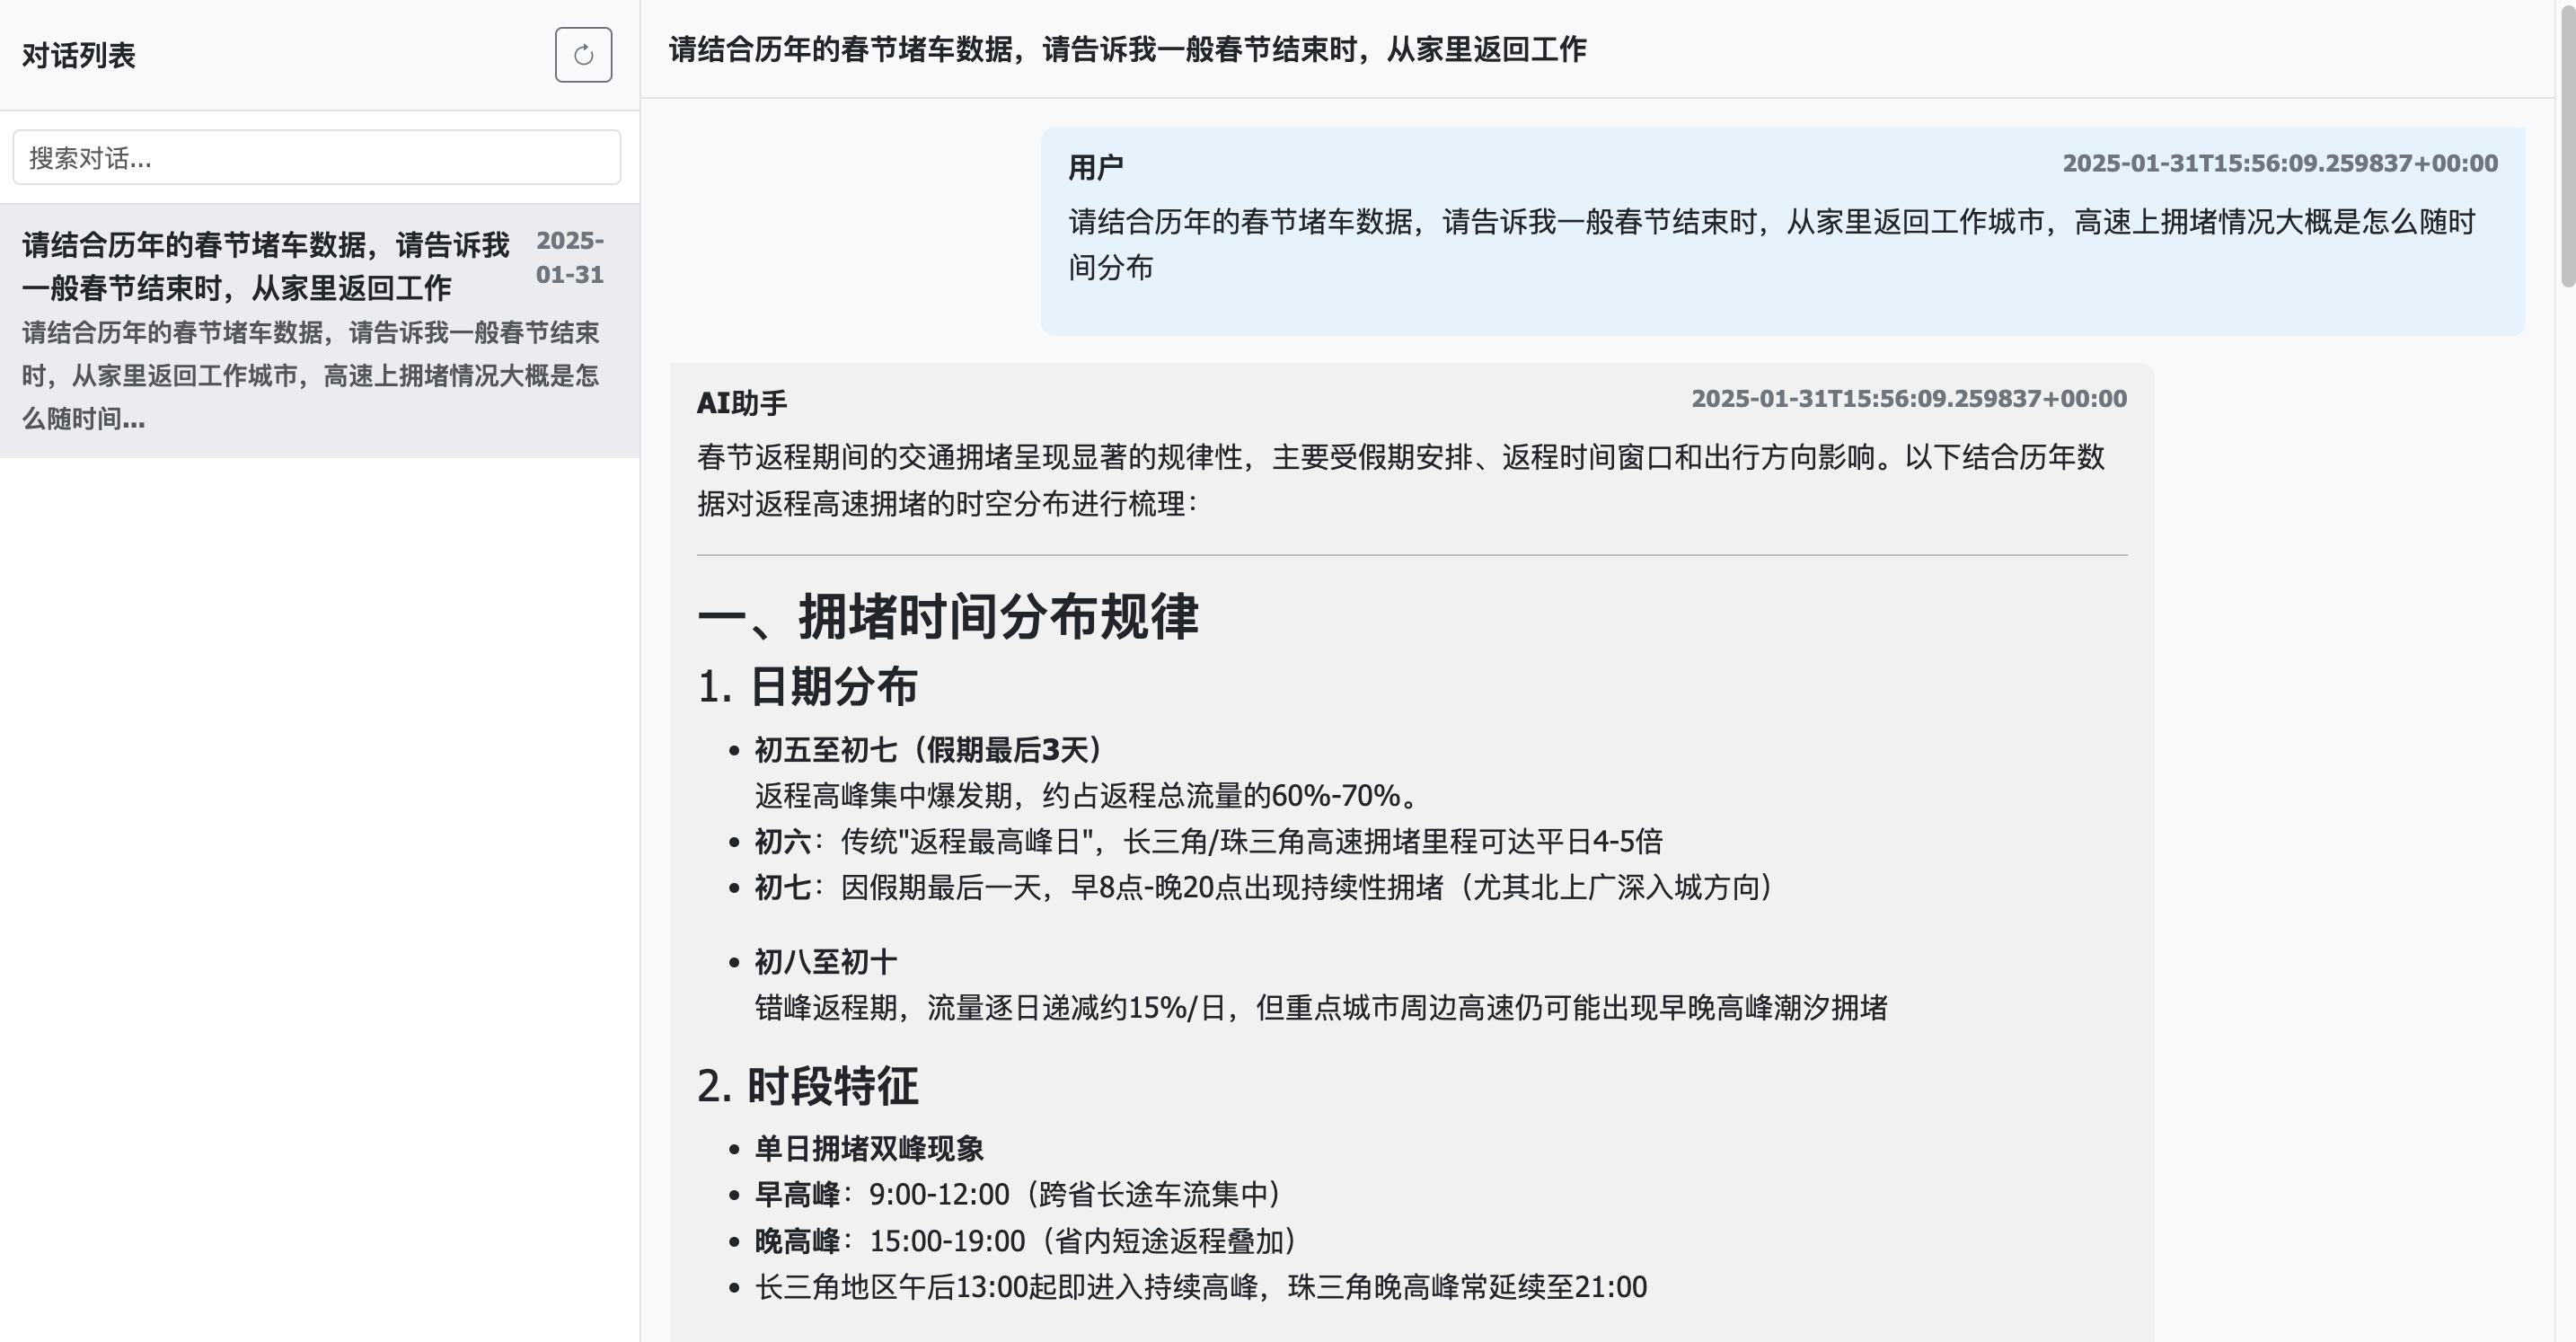 对话列表
搜索对话...
请结合历年的春节堵车数据，请告诉我
一般春节结束时，从家里返回工作
2025-
01-31
请结合历年的春节堵车数据，请告诉我一般春节结束
时，从家里返回工作城市，高速上拥堵情况大概是怎
么随时间...
请结合历年的春节堵车数据，请告诉我一般春节结束时，从家里返回工作
用户
2025-01-31T15:56:09.259837+00:00
请结合历年的春节堵车数据，请告诉我一般春节结束时，从家里返回工作城市，高速上拥堵情况大概是怎么随时
间分布
AI助手
2025-01-31T15:56:09.259837+00:00
春节返程期间的交通拥堵呈现显著的规律性，主要受假期安排、返程时间窗口和出行方向影响。以下结合历年数
据对返程高速拥堵的时空分布进行梳理：
一、拥堵时间分布规律
1. 日期分布
• 初五至初七（假期最后3天）
返程高峰集中爆发期，约占返程总流量的60%-70%。
• 初六：传统"返程最高峰日"，长三角/珠三角高速拥堵里程可达平日4-5倍
• 初七：因假期最后一天，早8点-晚20点出现持续性拥堵（尤其北上广深入城方向）
• 初八至初十
错峰返程期，流量逐日递减约15%/日，但重点城市周边高速仍可能出现早晚高峰潮汐拥堵
2. 时段特征
• 单日拥堵双峰现象
• 早高峰：9:00-12:00（跨省长途车流集中）
• 晚高峰：15:00-19:00（省内短途返程叠加）
• 长三角地区午后13:00起即进入持续高峰，珠三角晚高峰常延续至21:00